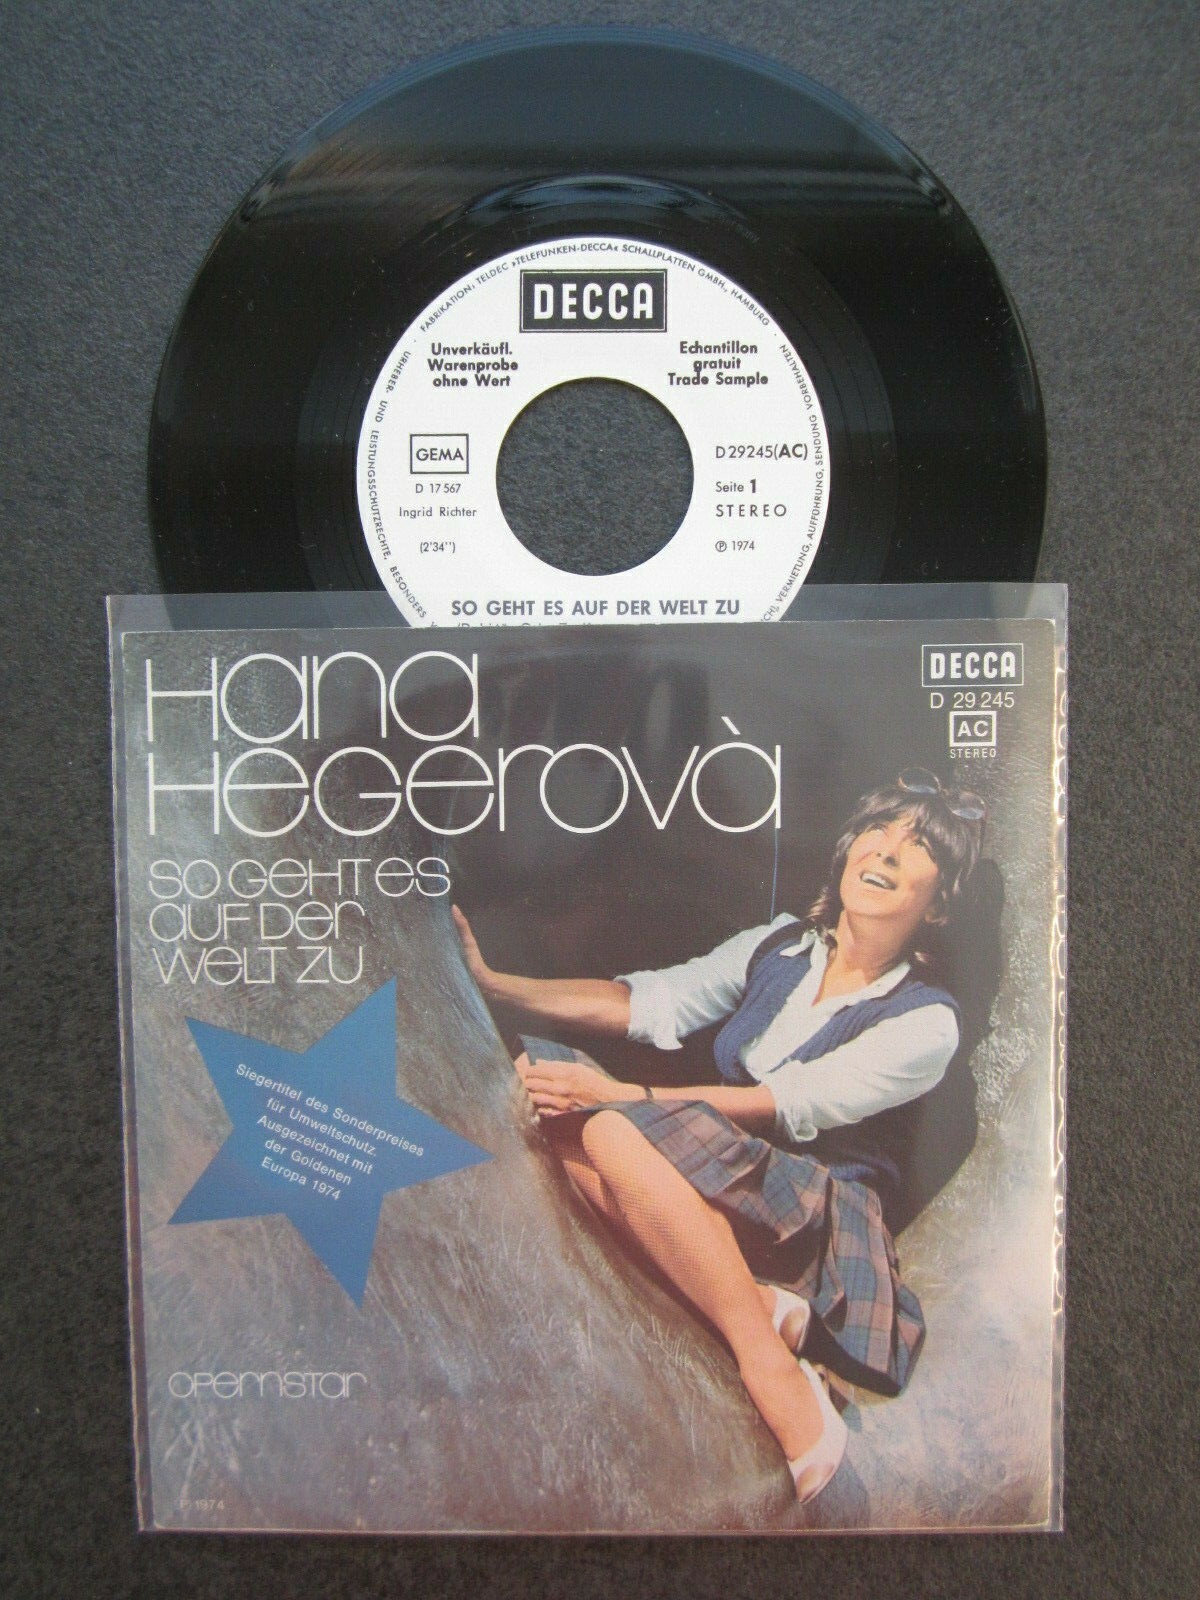 FABRIKATION: TELDEC »TELEFUNKEN-DECCA« SCHALLPLATTEN GMBH., HAMBURG
URHEBER- UND LEISTUNGSSCHUTZRECHTE, BESONDERS
VERMIETUNG, AUFFÜHRUNG, SENDUNG VORBEHALTEN
DECCA
Unverkäufl.
Warenprobe
ohne Wert
Echantillon
gratuit
Trade Sample
GEMA
D 17 567
Ingrid Richter
(2'34'')
D 29245(AC)
Seite 1
STEREO
℗ 1974
SO GEHT ES AUF DER WELT ZU
Hana
Hegerovà
DECCA
D 29 245
AC
STEREO
SO GEHT ES
AUF DER
WELT ZU
Siegertitel des Sonderpreises
für Umweltschutz.
Ausgezeichnet mit
der Goldenen
Europa 1974
Opernstar
℗ 1974